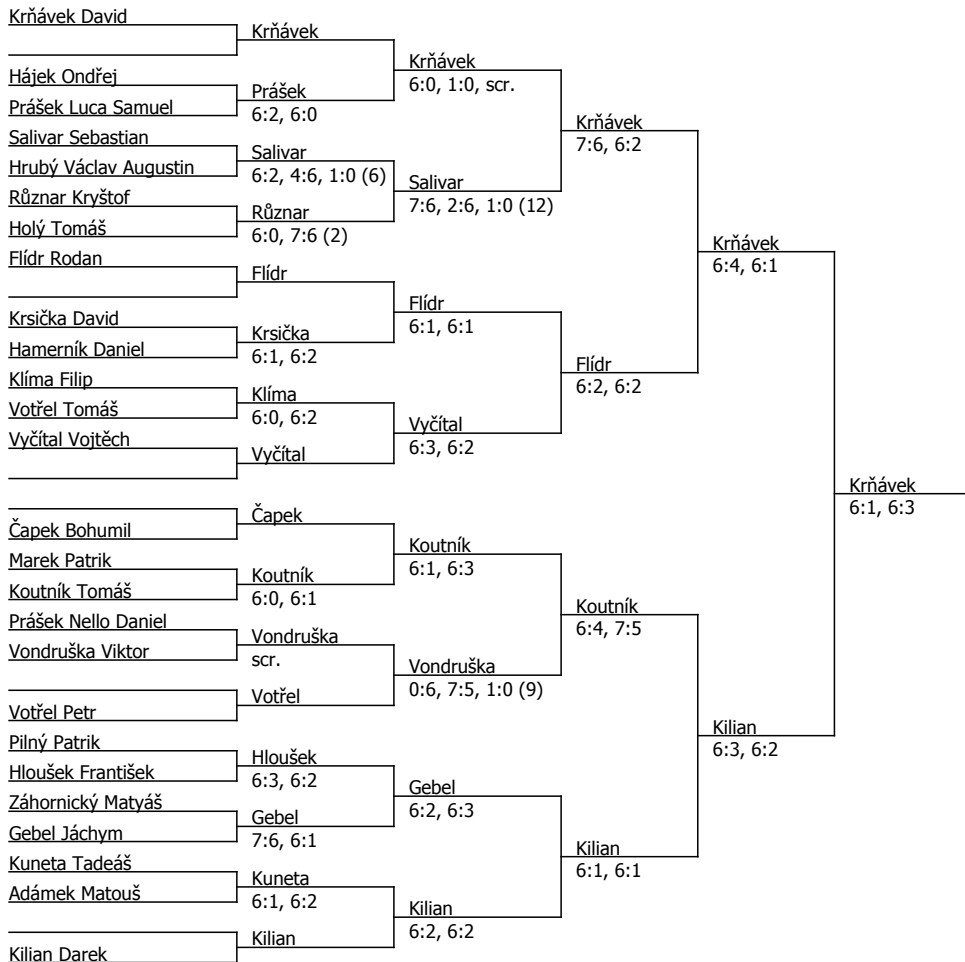 Krňávek David
Krňávek
Krňávek
6:0, 1:0, scr.
Hájek Ondřej
Prášek
Prášek Luca Samuel
6:2, 6:0
Krňávek
7:6, 6:2
Salivar Sebastian
Salivar
Hrubý Václav Augustin
6:2, 4:6, 1:0 (6)
Salivar
7:6, 2:6, 1:0 (12)
Různar Kryštof
Různar
Holý Tomáš
6:0, 7:6 (2)
Krňávek
6:4, 6:1
Flídr Rodan
Flídr
Flídr
6:1, 6:1
Krsička David
Krsička
Hamerník Daniel
6:1, 6:2
Flídr
6:2, 6:2
Klíma Filip
Klíma
Votřel Tomáš
6:0, 6:2
Vyčítal
6:3, 6:2
Vyčítal Vojtěch
Vyčítal
Krňávek
6:1, 6:3
Čapek
Čapek Bohumil
Koutník
6:1, 6:3
Marek Patrik
Koutník
Koutník Tomáš
6:0, 6:1
Koutník
6:4, 7:5
Prášek Nello Daniel
Vondruška
Vondruška Viktor
scr.
Vondruška
0:6, 7:5, 1:0 (9)
Votřel
Votřel Petr
Kilian
6:3, 6:2
Pilný Patrik
Hloušek
Hloušek František
6:3, 6:2
Gebel
6:2, 6:3
Záhornický Matyáš
Gebel
Gebel Jáchym
7:6, 6:1
Kilian
6:1, 6:1
Kuneta Tadeáš
Kuneta
Adámek Matouš
6:1, 6:2
Kilian
6:2, 6:2
Kilian
Kilian Darek